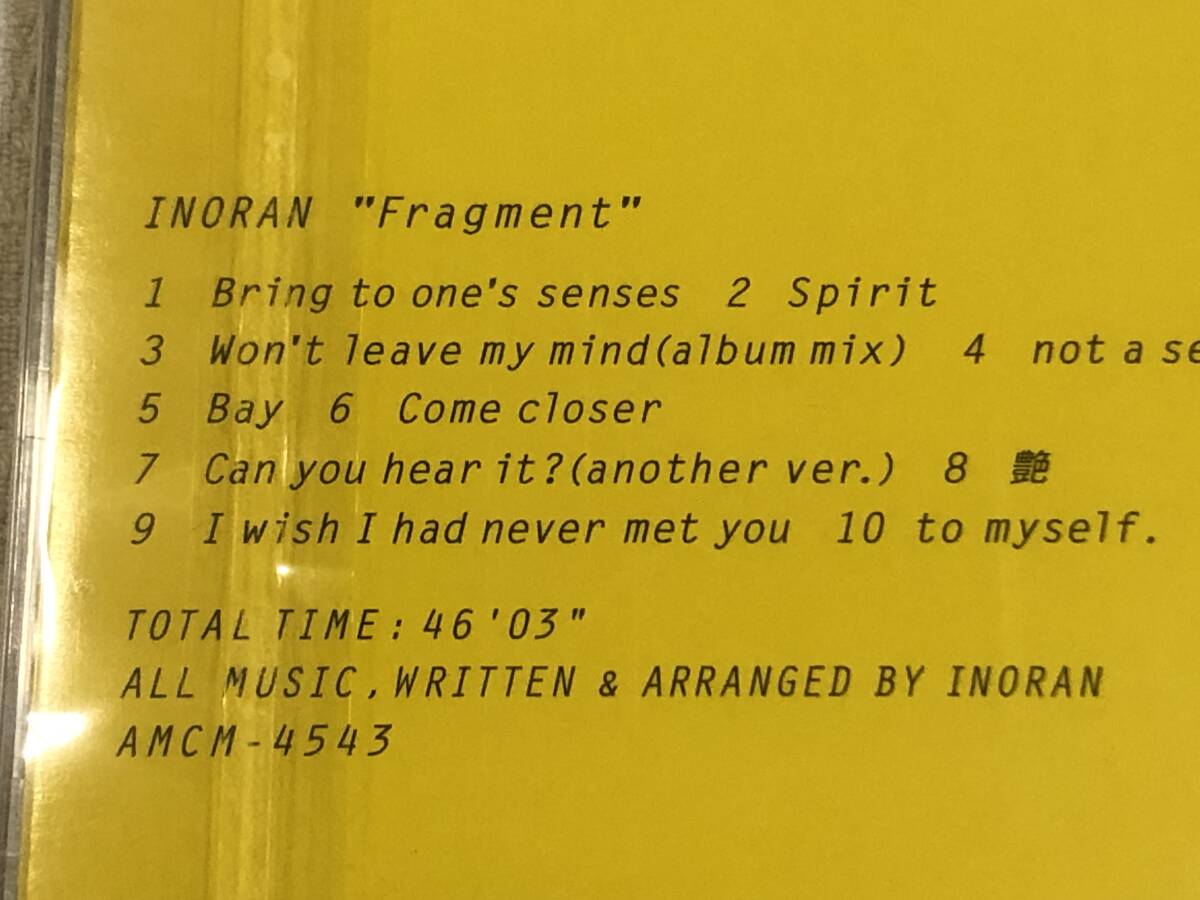 INORAN "Fragment"
1 Bring to one's senses 2 Spirit
3 Won't leave my mind(album mix) 4 not a
5 Bay 6 Come closer
7 Can you hear it?(another ver.) 8 艶
9 I wish I had never met you 10 to myself.
TOTAL TIME:46'03"
ALL MUSIC,WRITTEN & ARRANGED BY INORAN
AMCM-4543